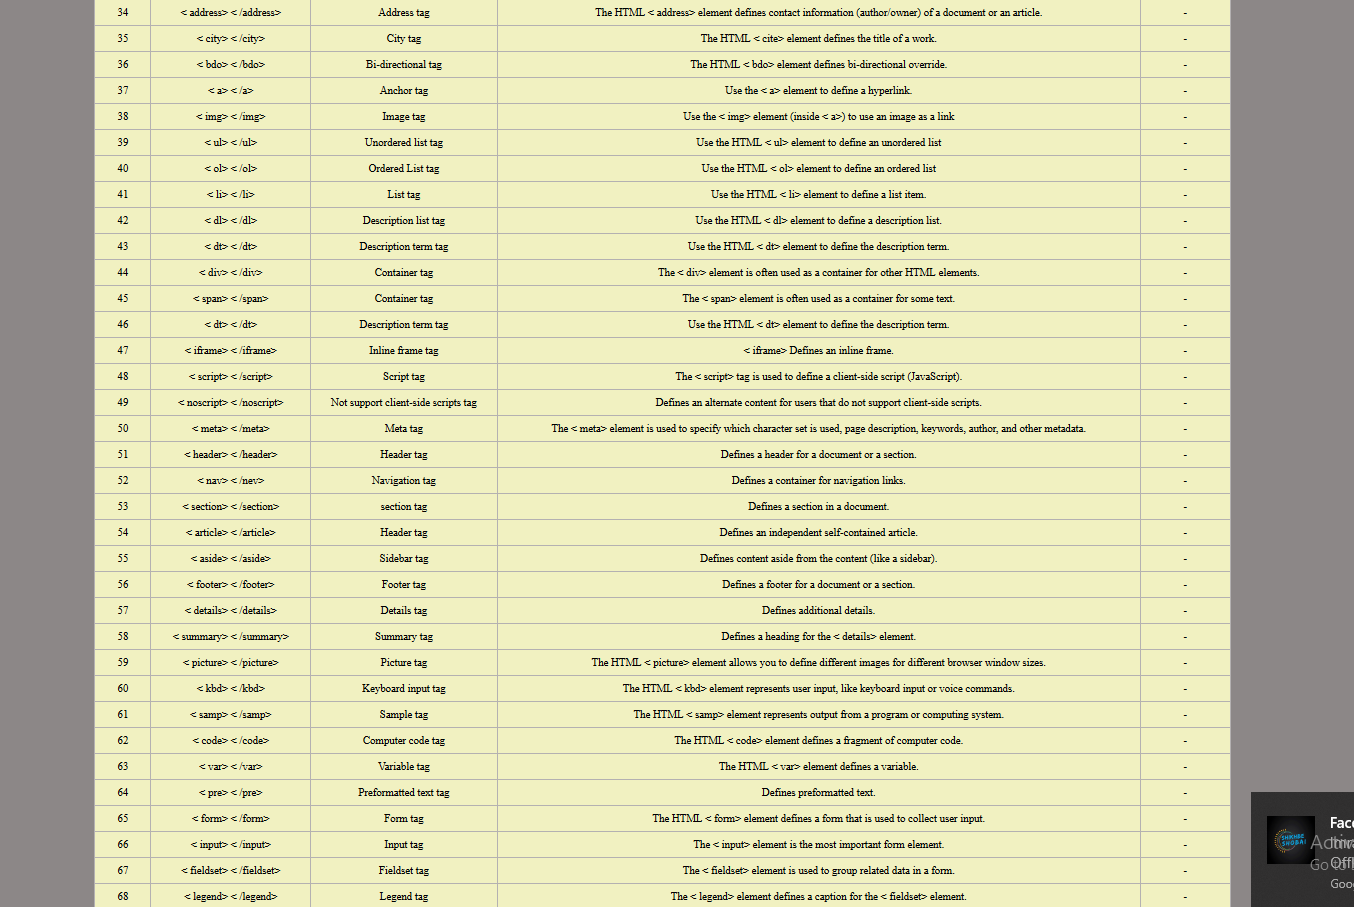 34 < address> < /address> Address tag The HTML < address> element defines contact information (author/owner) of a document or an article. -
35 < city> < /city> City tag The HTML < cite> element defines the title of a work. -
36 < bdo> < /bdo> Bi-directional tag The HTML < bdo> element defines bi-directional override. -
37 < a> < /a> Anchor tag Use the < a> element to define a hyperlink. -
38 < img> < /img> Image tag Use the < img> element (inside < a>) to use an image as a link -
39 < ul> < /ul> Unordered list tag Use the HTML < ul> element to define an unordered list -
40 < ol> < /ol> Ordered List tag Use the HTML < ol> element to define an ordered list -
41 < li> < /li> List tag Use the HTML < li> element to define a list item. -
42 < dl> < /dl> Description list tag Use the HTML < dl> element to define a description list. -
43 < dt> < /dt> Description term tag Use the HTML < dt> element to define the description term. -
44 < div> < /div> Container tag The < div> element is often used as a container for other HTML elements. -
45 < span> < /span> Container tag The < span> element is often used as a container for some text. -
46 < dt> < /dt> Description term tag Use the HTML < dt> element to define the description term. -
47 < iframe> < /iframe> Inline frame tag < iframe> Defines an inline frame. -
48 < script> < /script> Script tag The < script> tag is used to define a client-side script (JavaScript). -
49 < noscript> < /noscript> Not support client-side scripts tag Defines an alternate content for users that do not support client-side scripts. -
50 < meta> < /meta> Meta tag The < meta> element is used to specify which character set is used, page description, keywords, author, and other metadata. -
51 < header> < /header> Header tag Defines a header for a document or a section. -
52 < nav> < /nev> Navigation tag Defines a container for navigation links. -
53 < section> < /section> section tag Defines a section in a document. -
54 < article> < /article> Header tag Defines an independent self-contained article. -
55 < aside> < /aside> Sidebar tag Defines content aside from the content (like a sidebar). -
56 < footer> < /footer> Footer tag Defines a footer for a document or a section. -
57 < details> < /details> Details tag Defines additional details. -
58 < summary> < /summary> Summary tag Defines a heading for the < details> element. -
59 < picture> < /picture> Picture tag The HTML < picture> element allows you to define different images for different browser window sizes. -
60 < kbd> < /kbd> Keyboard input tag The HTML < kbd> element represents user input, like keyboard input or voice commands. -
61 < samp> < /samp> Sample tag The HTML < samp> element represents output from a program or computing system. -
62 < code> < /code> Computer code tag The HTML < code> element defines a fragment of computer code. -
63 < var> < /var> Variable tag The HTML < var> element defines a variable. -
64 < pre> < /pre> Preformatted text tag Defines preformatted text. -
65 < form> < /form> Form tag The HTML < form> element defines a form that is used to collect user input. -
66 < input> < /input> Input tag The < input> element is the most important form element. -
67 < fieldset> < /fieldset> Fieldset tag The < fieldset> element is used to group related data in a form. -
68 < legend> < /legend> Legend tag The < legend> element defines a caption for the < fieldset> element. -
Fac
SHIKHBE SHOBAI
Go to
Goo